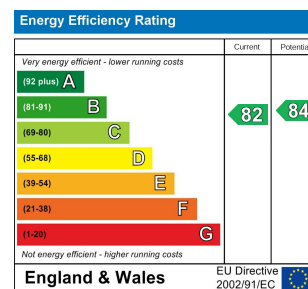 Energy Efficiency Rating
Current Potentia
Very energy efficient - lower running costs
(92 plus) A
(81-91) B
82 84
(69-80) C
(55-68) D
(39-54) E
(21-38) F
(1-20) G
Not energy efficient - higher running costs
England & Wales
EU Directive
2002/91/EC